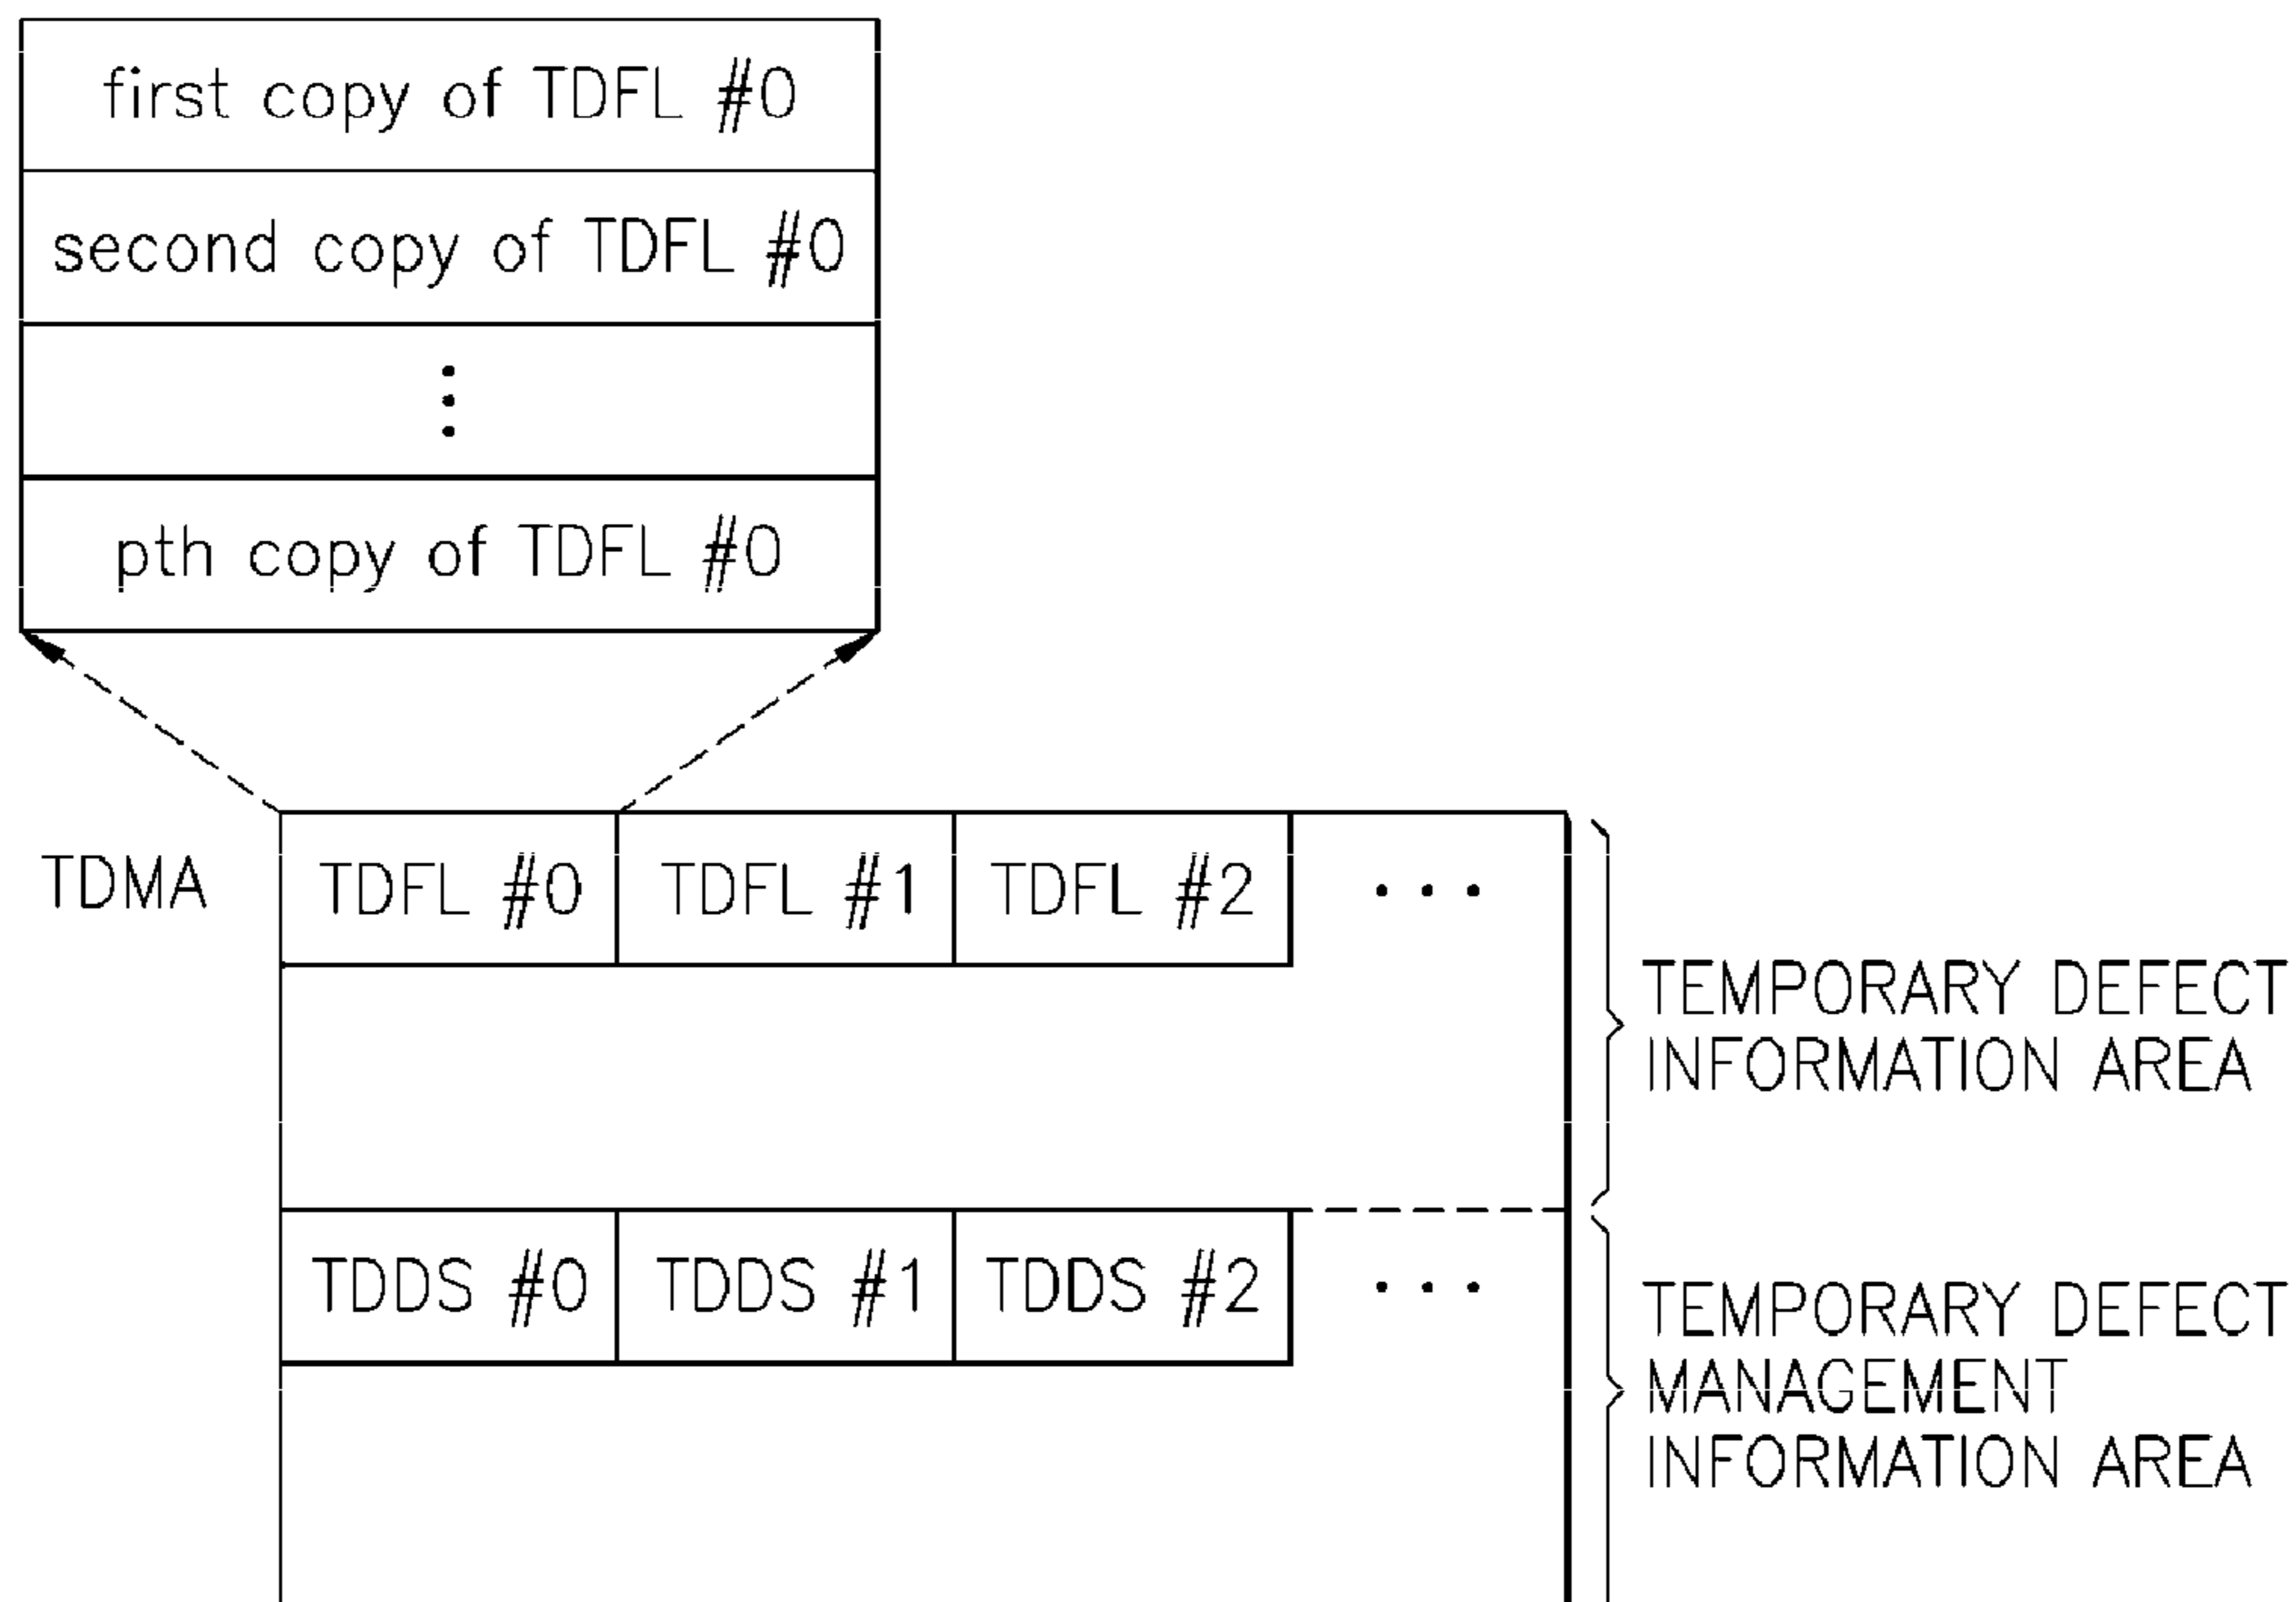 first copy of TDFL #0
second copy of TDFL #0
pth copy of TDFL #0
TDMA
TDFL #0
TDFL #1
TDFL #2
TEMPORARY DEFECT
INFORMATION AREA
TDDS #0
TDDS #1
TDDS #2
TEMPORARY DEFECT
MANAGEMENT
INFORMATION AREA